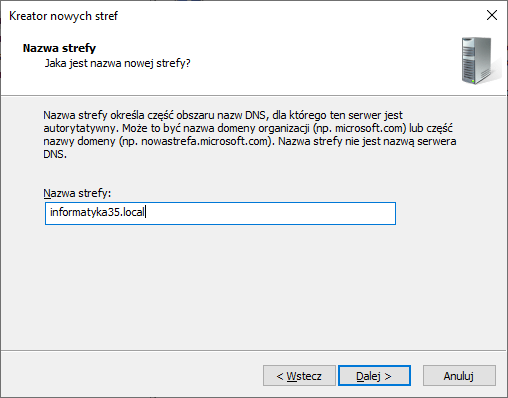 Kreator nowych stref
Nazwa strefy
Jaka jest nazwa nowej strefy?
Nazwa strefy określa część obszaru nazw DNS, dla którego ten serwer jest
autorytatywny. Może to być nazwa domeny organizacji (np. microsoft.com) lub część
nazwy domeny (np. nowastrefa.microsoft.com). Nazwa strefy nie jest nazwą serwera
DNS.
Nazwa strefy:
informatyka35.local
< Wstecz
Dalej >
Anuluj